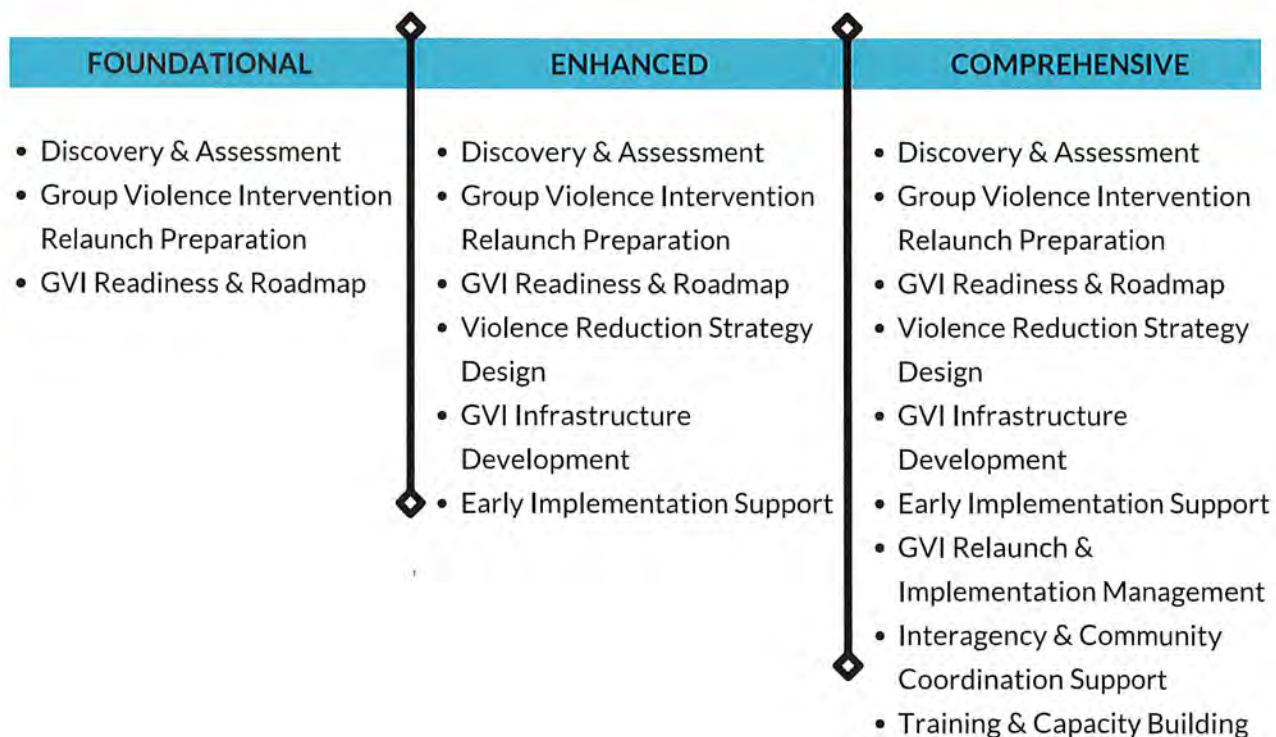 FOUNDATIONAL
• Discovery & Assessment
• Group Violence Intervention
Relaunch Preparation
• GVI Readiness & Roadmap
ENHANCED
• Discovery & Assessment
• Group Violence Intervention
Relaunch Preparation
• GVI Readiness & Roadmap
• Violence Reduction Strategy
Design
• GVI Infrastructure
Development
• Early Implementation Support
COMPREHENSIVE
• Discovery & Assessment
• Group Violence Intervention
Relaunch Preparation
• GVI Readiness & Roadmap
• Violence Reduction Strategy
Design
• GVI Infrastructure
Development
• Early Implementation Support
• GVI Relaunch &
Implementation Management
• Interagency & Community
Coordination Support
• Training & Capacity Building